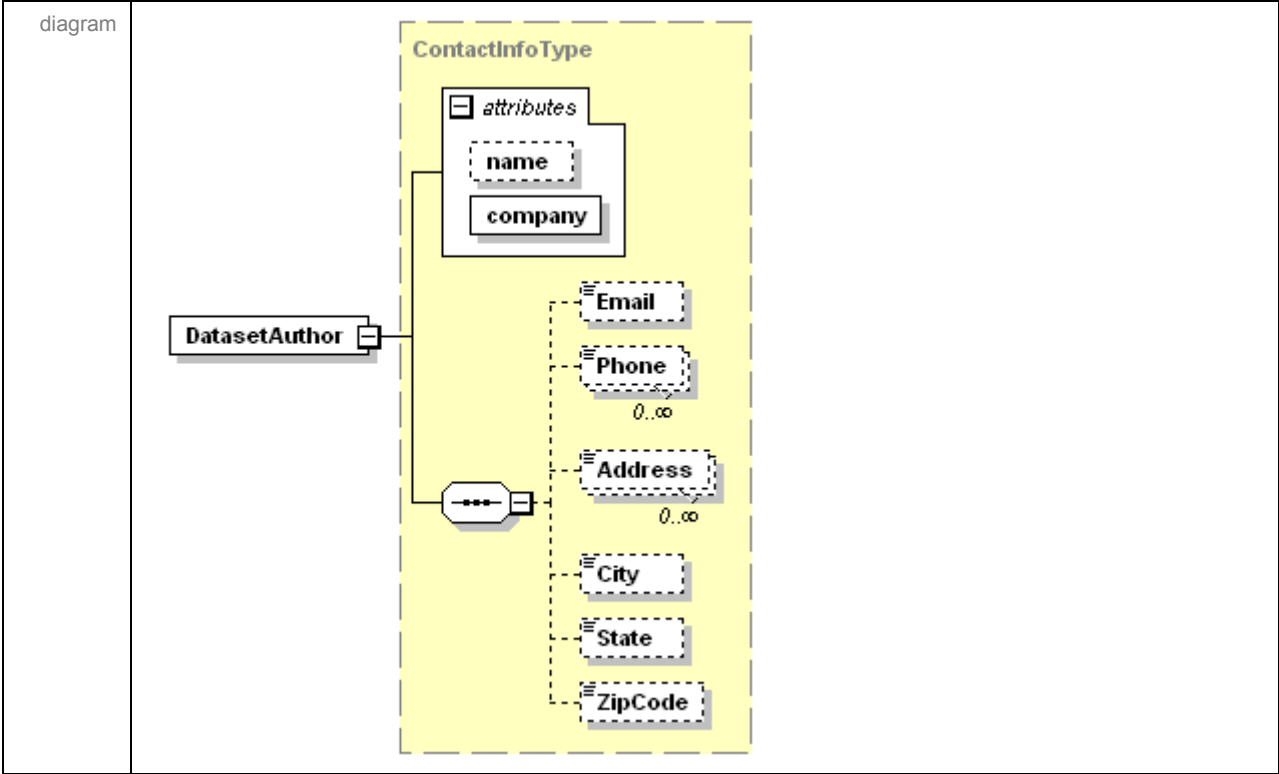 diagram
ContactInfoType
attributes
name
company
DatasetAuthor
Email
Phone
0..∞
Address
0..∞
City
State
ZipCode